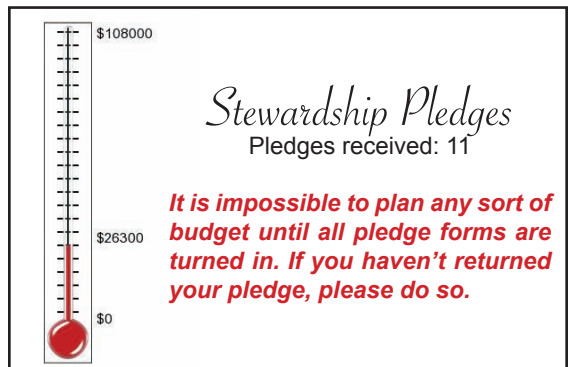 $108000
Stewardship Pledges
Pledges received: 11
It is impossible to plan any sort of
budget until all pledge forms are
turned in. If you haven’t returned
your pledge, please do so.
$26300
$0